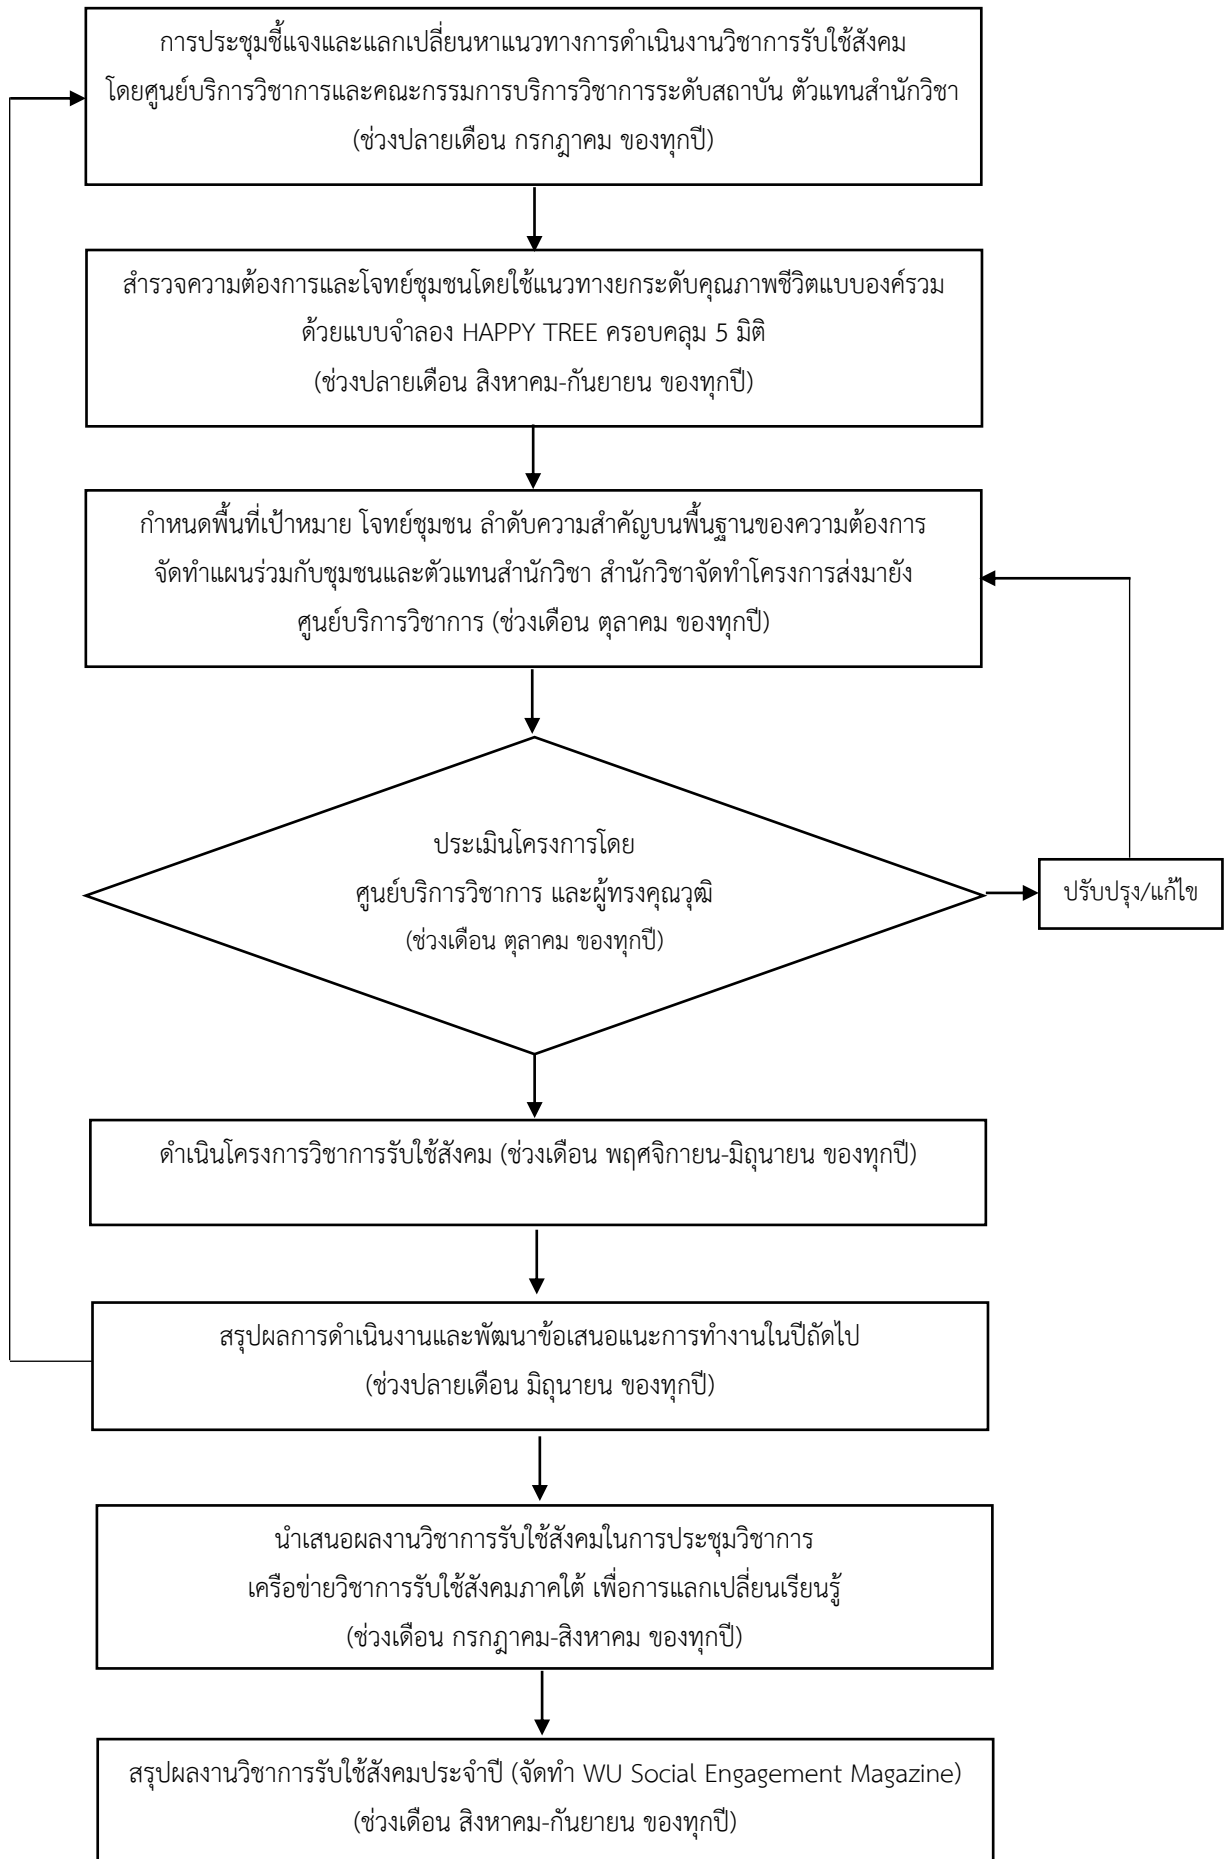 การประชุมชี้แจงและแลกเปลี่ยนหาแนวทางการดำเนินงานวิชาการรับใช้สังคม
โดยศูนย์บริการวิชาการและคณะกรรมการบริการวิชาการระดับสถาบัน ตัวแทนสำนักวิชา
(ช่วงปลายเดือน กรกฎาคม ของทุกปี)
สำรวจความต้องการและโจทย์ชุมชนโดยใช้แนวทางยกระดับคุณภาพชีวิตแบบองค์รวม
ด้วยแบบจำลอง HAPPY TREE ครอบคลุม 5 มิติ
(ช่วงปลายเดือน สิงหาคม-กันยายน ของทุกปี)
กำหนดพื้นที่เป้าหมาย โจทย์ชุมชน ลำดับความสำคัญบนพื้นฐานของความต้องการ
จัดทำแผนร่วมกับชุมชนและตัวแทนสำนักวิชา สำนักวิชาจัดทำโครงการส่งมายัง
ศูนย์บริการวิชาการ (ช่วงเดือน ตุลาคม ของทุกปี)
ประเมินโครงการโดย
ศูนย์บริการวิชาการ และผู้ทรงคุณวุฒิ
(ช่วงเดือน ตุลาคม ของทุกปี)
ปรับปรุง/แก้ไข
ดำเนินโครงการวิชาการรับใช้สังคม (ช่วงเดือน พฤศจิกายน-มิถุนายน ของทุกปี)
สรุปผลการดำเนินงานและพัฒนาข้อเสนอแนะการทำงานในปีถัดไป
(ช่วงปลายเดือน มิถุนายน ของทุกปี)
นำเสนอผลงานวิชาการรับใช้สังคมในการประชุมวิชาการ
เครือข่ายวิชาการรับใช้สังคมภาคใต้ เพื่อการแลกเปลี่ยนเรียนรู้
(ช่วงเดือน กรกฎาคม-สิงหาคม ของทุกปี)
สรุปผลงานวิชาการรับใช้สังคมประจำปี (จัดทำ WU Social Engagement Magazine)
(ช่วงเดือน สิงหาคม-กันยายน ของทุกปี)